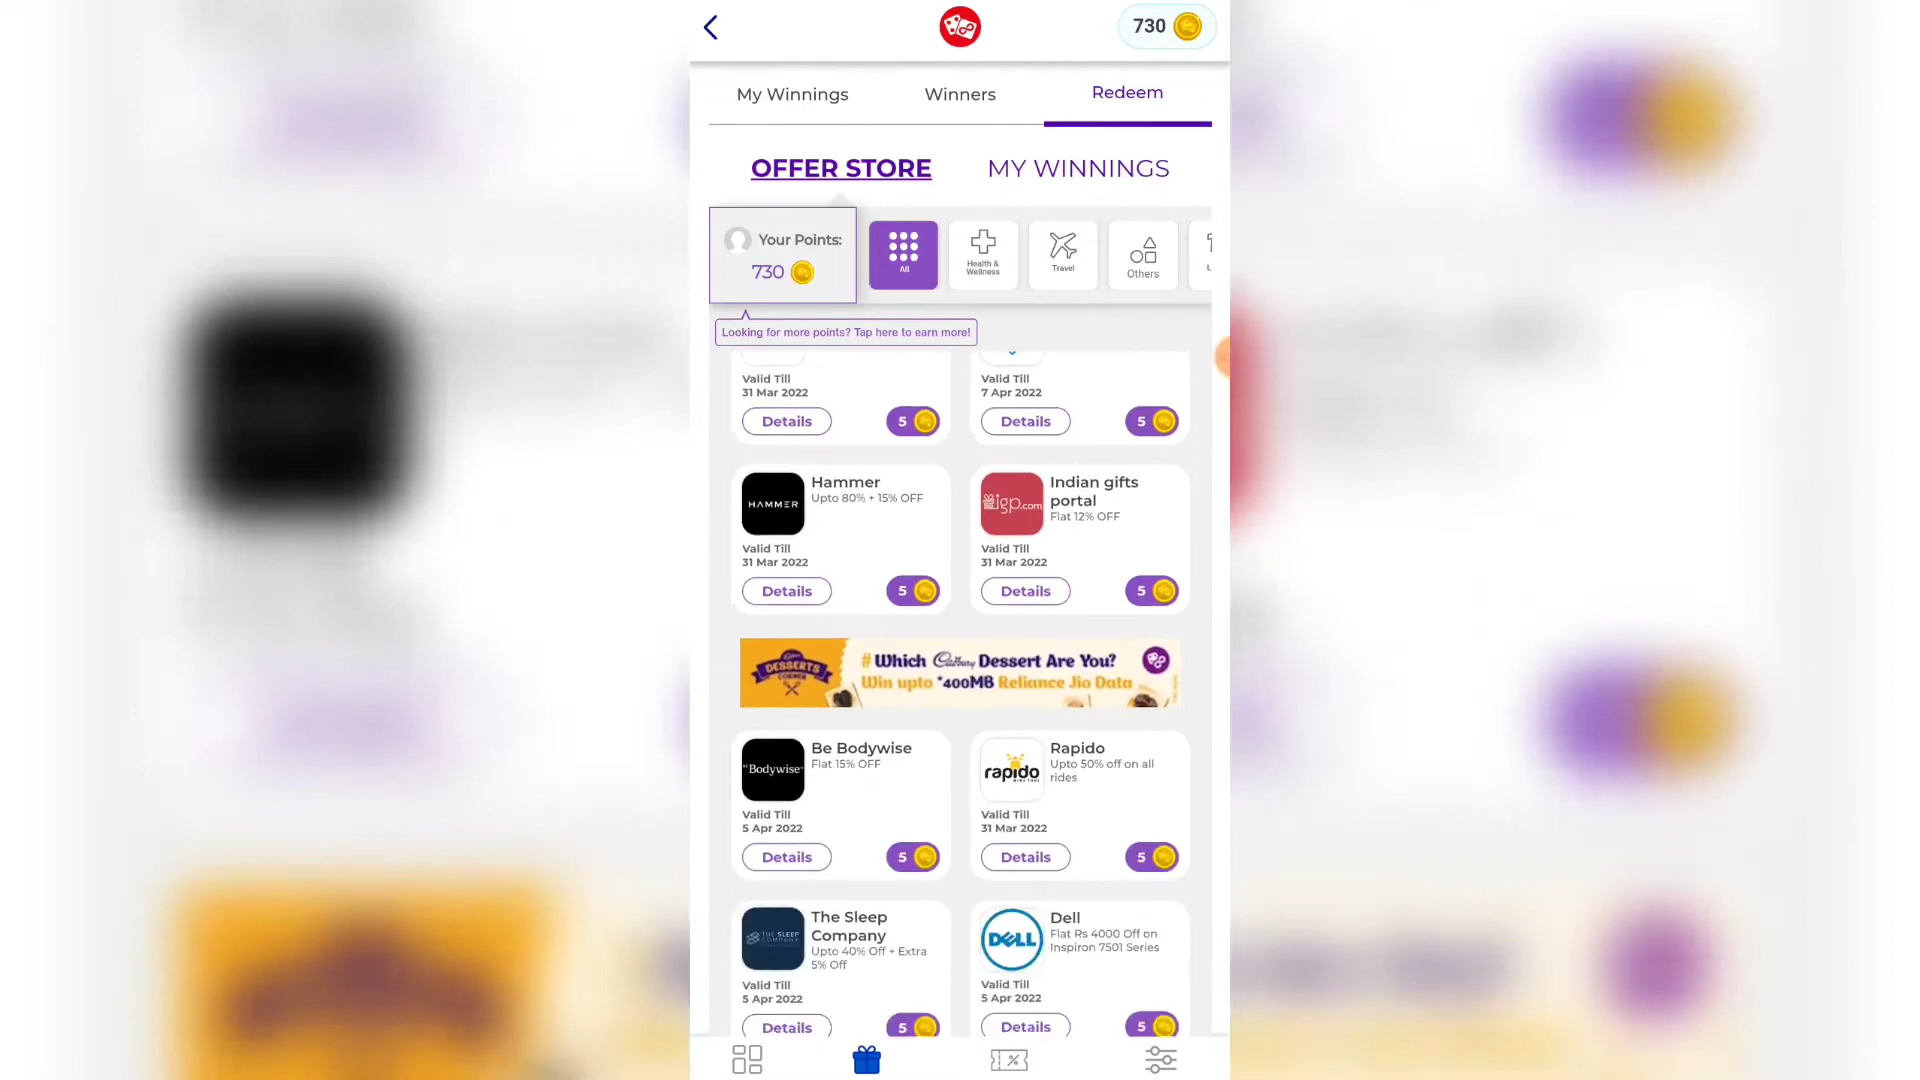 730
My Winnings
Winners
Redeem
OFFER STORE
MY WINNINGS
Your Points:
730
All
Health &
Wellness
Travel
Others
Looking for more points? Tap here to earn more!
Valid Till
31 Mar 2022
Details
5
Valid Till
7 Apr 2022
Details
5
HAMMER
Hammer
Upto 80% + 15% OFF
Valid Till
31 Mar 2022
Details
5
igp.com
Indian gifts
portal
Flat 12% OFF
Valid Till
31 Mar 2022
Details
5
DESSERTS
CORNER
# Which Cadbury Dessert Are You?
Win upto *400MB Reliance Jio Data
Bodywise
Be Bodywise
Flat 15% OFF
Valid Till
5 Apr 2022
Details
5
rapido
Rapido
Upto 50% off on all
rides
Valid Till
31 Mar 2022
Details
5
THE SLEEP
COMPANY
The Sleep
Company
Upto 40% Off + Extra
5% Off
Valid Till
5 Apr 2022
Details
5
DELL
Dell
Flat Rs 4000 Off on
Inspiron 7501 Series
Valid Till
5 Apr 2022
Details
5